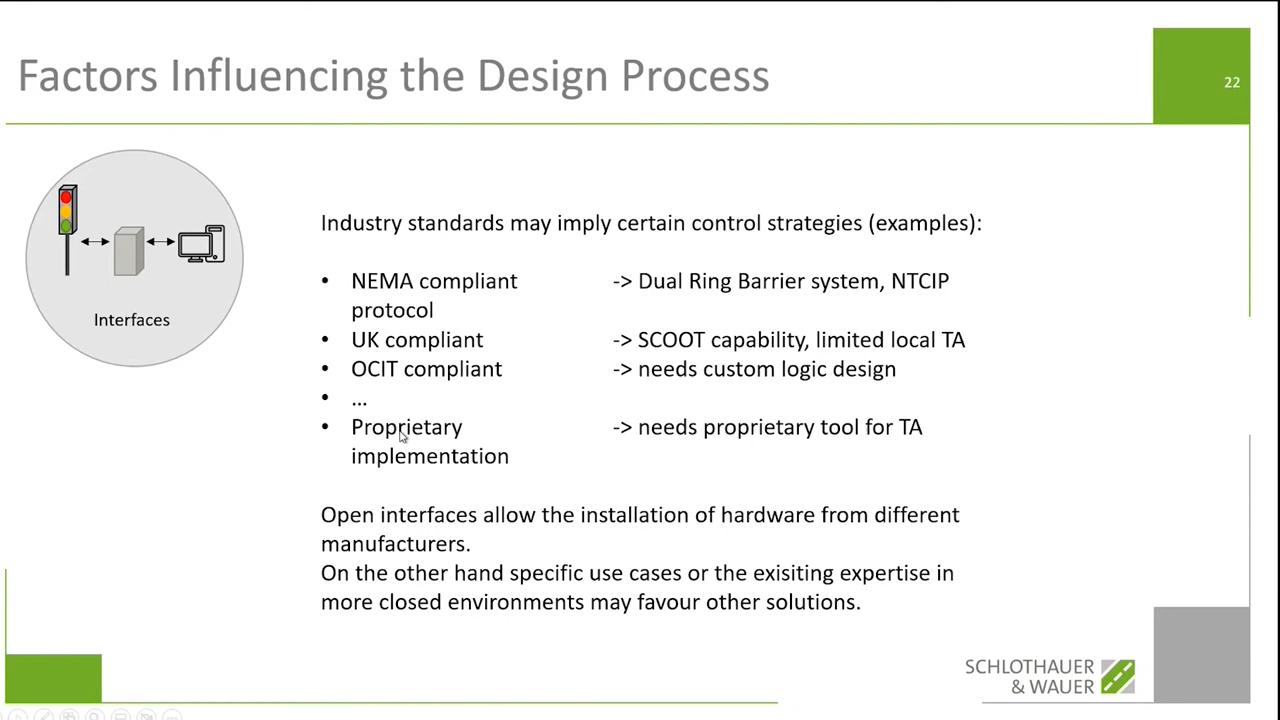 Factors Influencing the Design Process
22
Interfaces
Industry standards may imply certain control strategies (examples):
• NEMA compliant -> Dual Ring Barrier system, NTCIP
protocol
• UK compliant -> SCOOT capability, limited local TA
• OCIT compliant -> needs custom logic design
• ...
• Proprietary -> needs proprietary tool for TA
implementation
Open interfaces allow the installation of hardware from different
manufacturers.
On the other hand specific use cases or the exisiting expertise in
more closed environments may favour other solutions.
SCHLOTHAUER
& WAUER